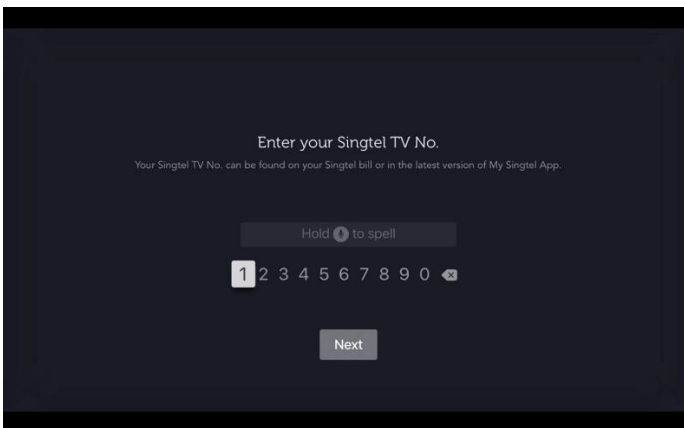 Enter your Singtel TV No.
Your Singtel TV No. can be found on your Singtel bill or in the latest version of My Singtel App.
Hold to spell
1 2 3 4 5 6 7 8 9 0
Next